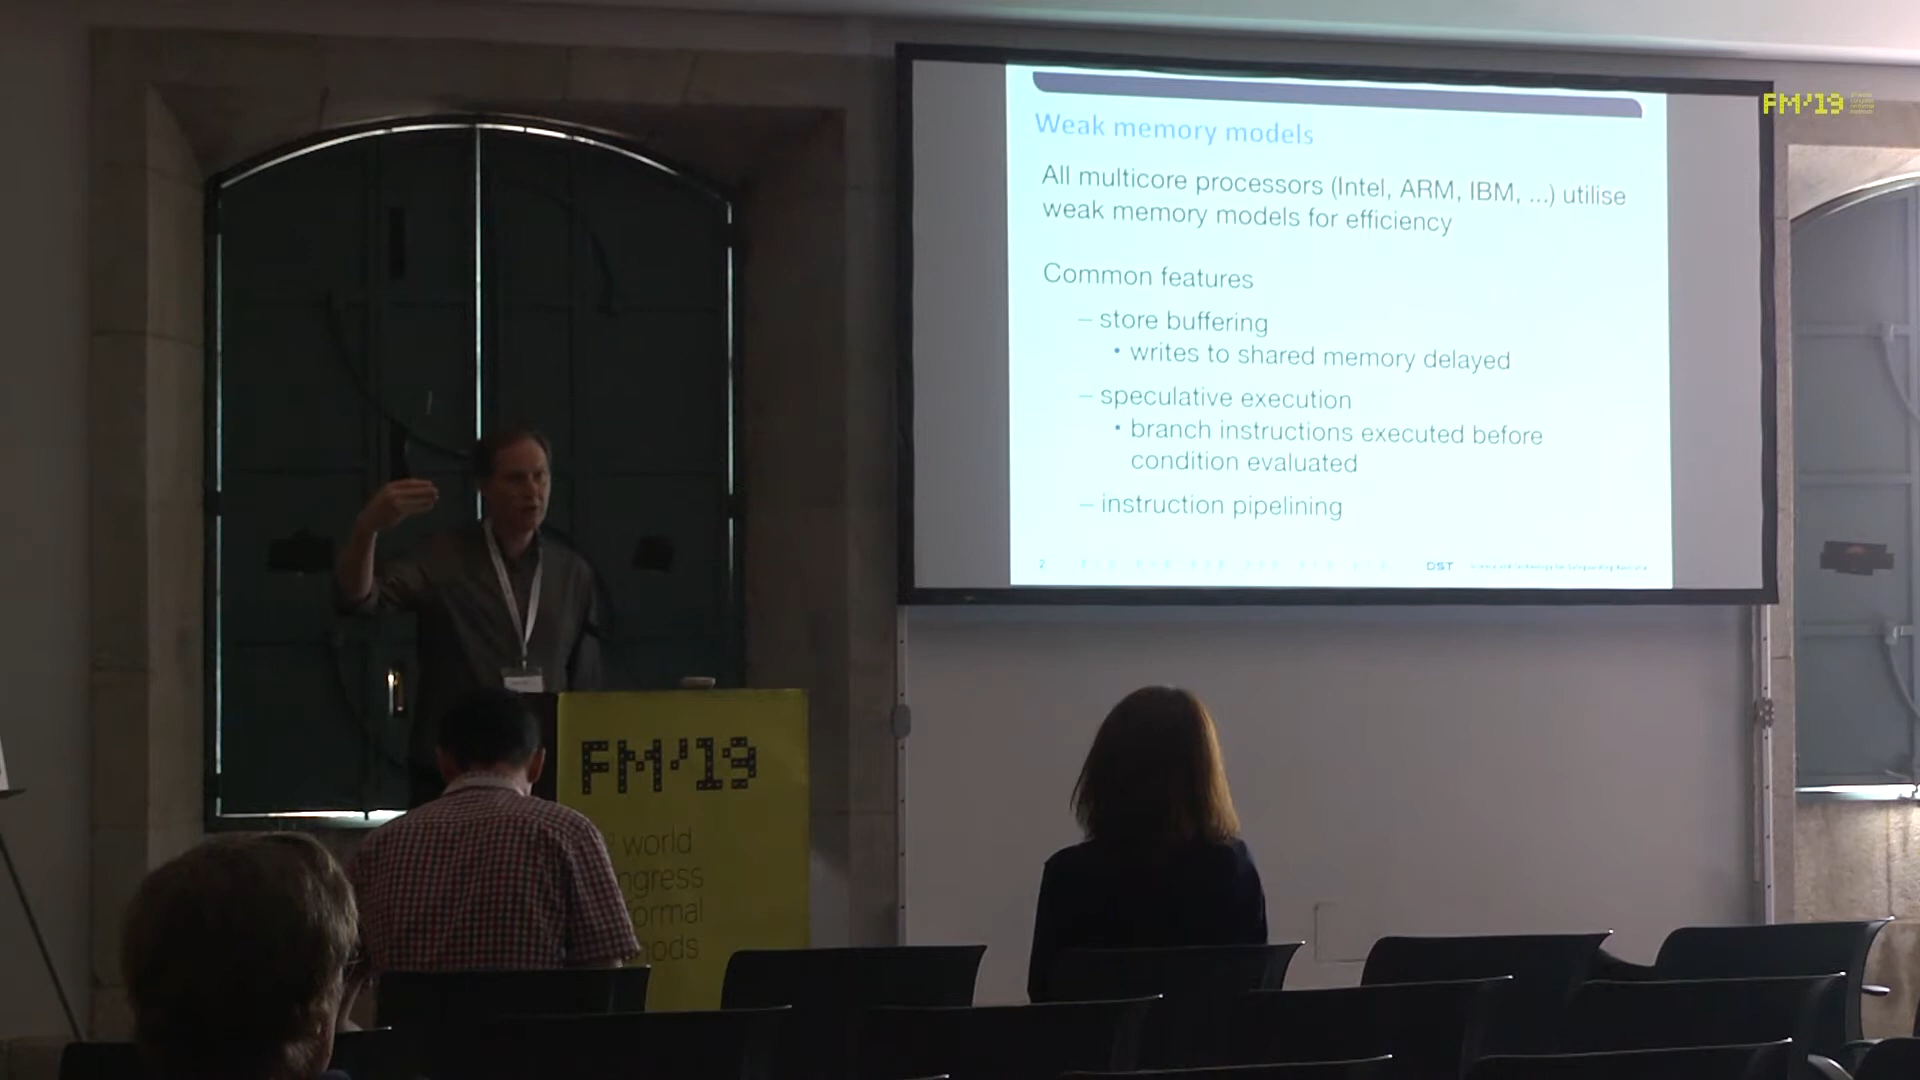 Weak memory models
All multicore processors (Intel, ARM, IBM, ...) utilise
weak memory models for efficiency
Common features
– store buffering
• writes to shared memory delayed
– speculative execution
• branch instructions executed before
condition evaluated
– instruction pipelining
2
DST
FM'19
FM'19
world
ngress
ormal
ods